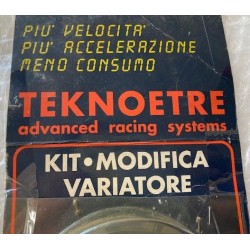 PIU' VELOCITA'
PIU' ACCELERAZIONE
MENO CONSUMO
TEKNOETRE
advanced racing systems
KIT•MODIFICA
VARIATORE